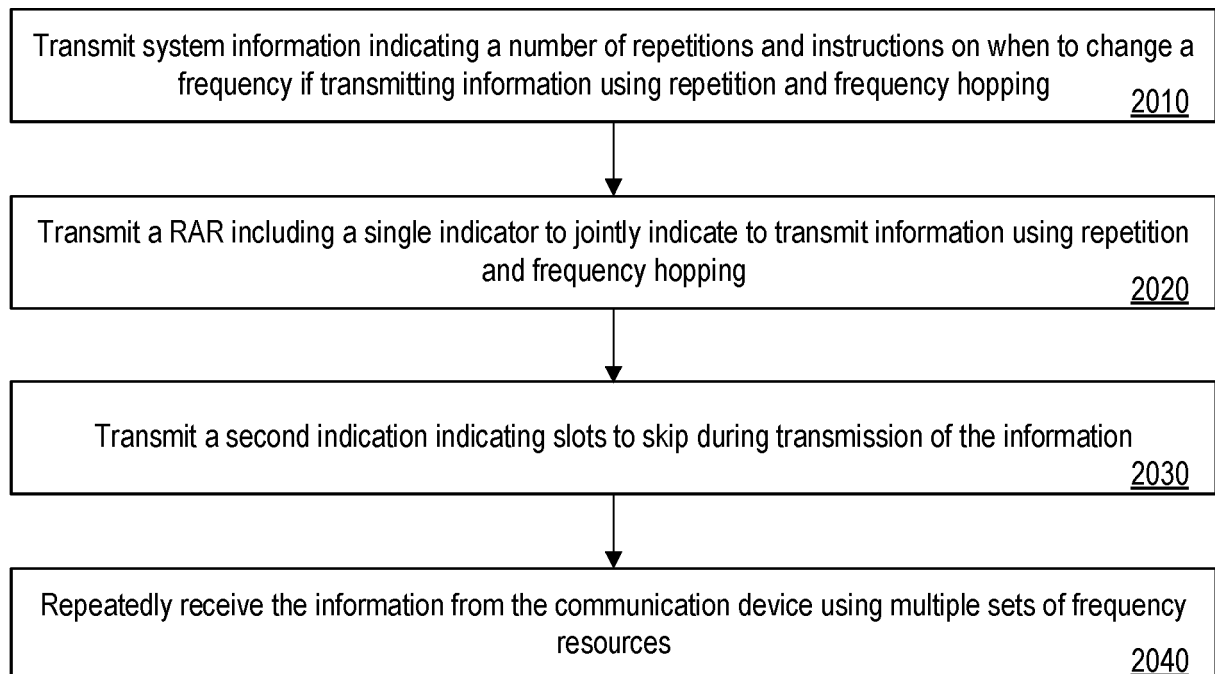 Transmit system information indicating a number of repetitions and instructions on when to change a
frequency if transmitting information using repetition and frequency hopping
2010
Transmit a RAR including a single indicator to jointly indicate to transmit information using repetition
and frequency hopping
2020
Transmit a second indication indicating slots to skip during transmission of the information
2030
Repeatedly receive the information from the communication device using multiple sets of frequency
resources
2040